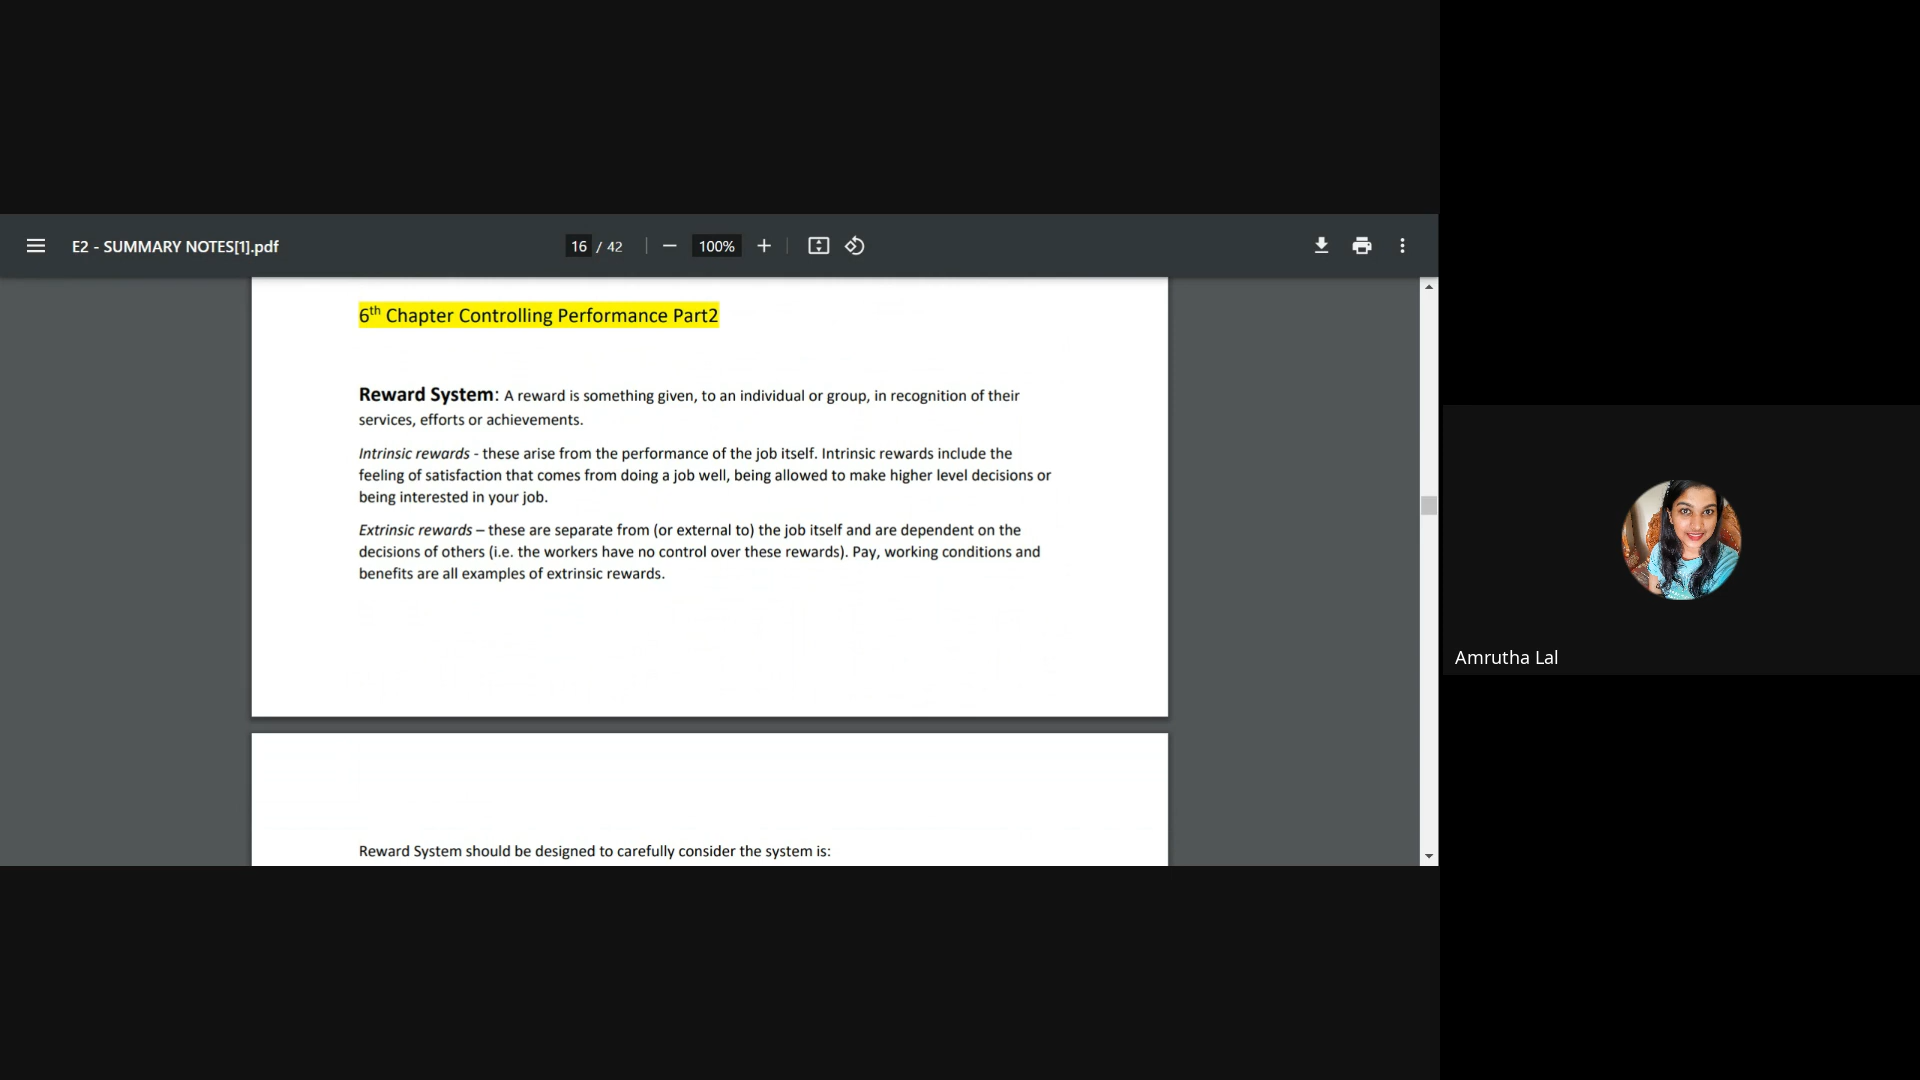 E2 - SUMMARY NOTES[1].pdf
16 / 42
100%
6th Chapter Controlling Performance Part2
Reward System: A reward is something given, to an individual or group, in recognition of their
services, efforts or achievements.
Intrinsic rewards - these arise from the performance of the job itself. Intrinsic rewards include the
feeling of satisfaction that comes from doing a job well, being allowed to make higher level decisions or
being interested in your job.
Extrinsic rewards – these are separate from (or external to) the job itself and are dependent on the
decisions of others (i.e. the workers have no control over these rewards). Pay, working conditions and
benefits are all examples of extrinsic rewards.
Reward System should be designed to carefully consider the system is:
Amrutha Lal